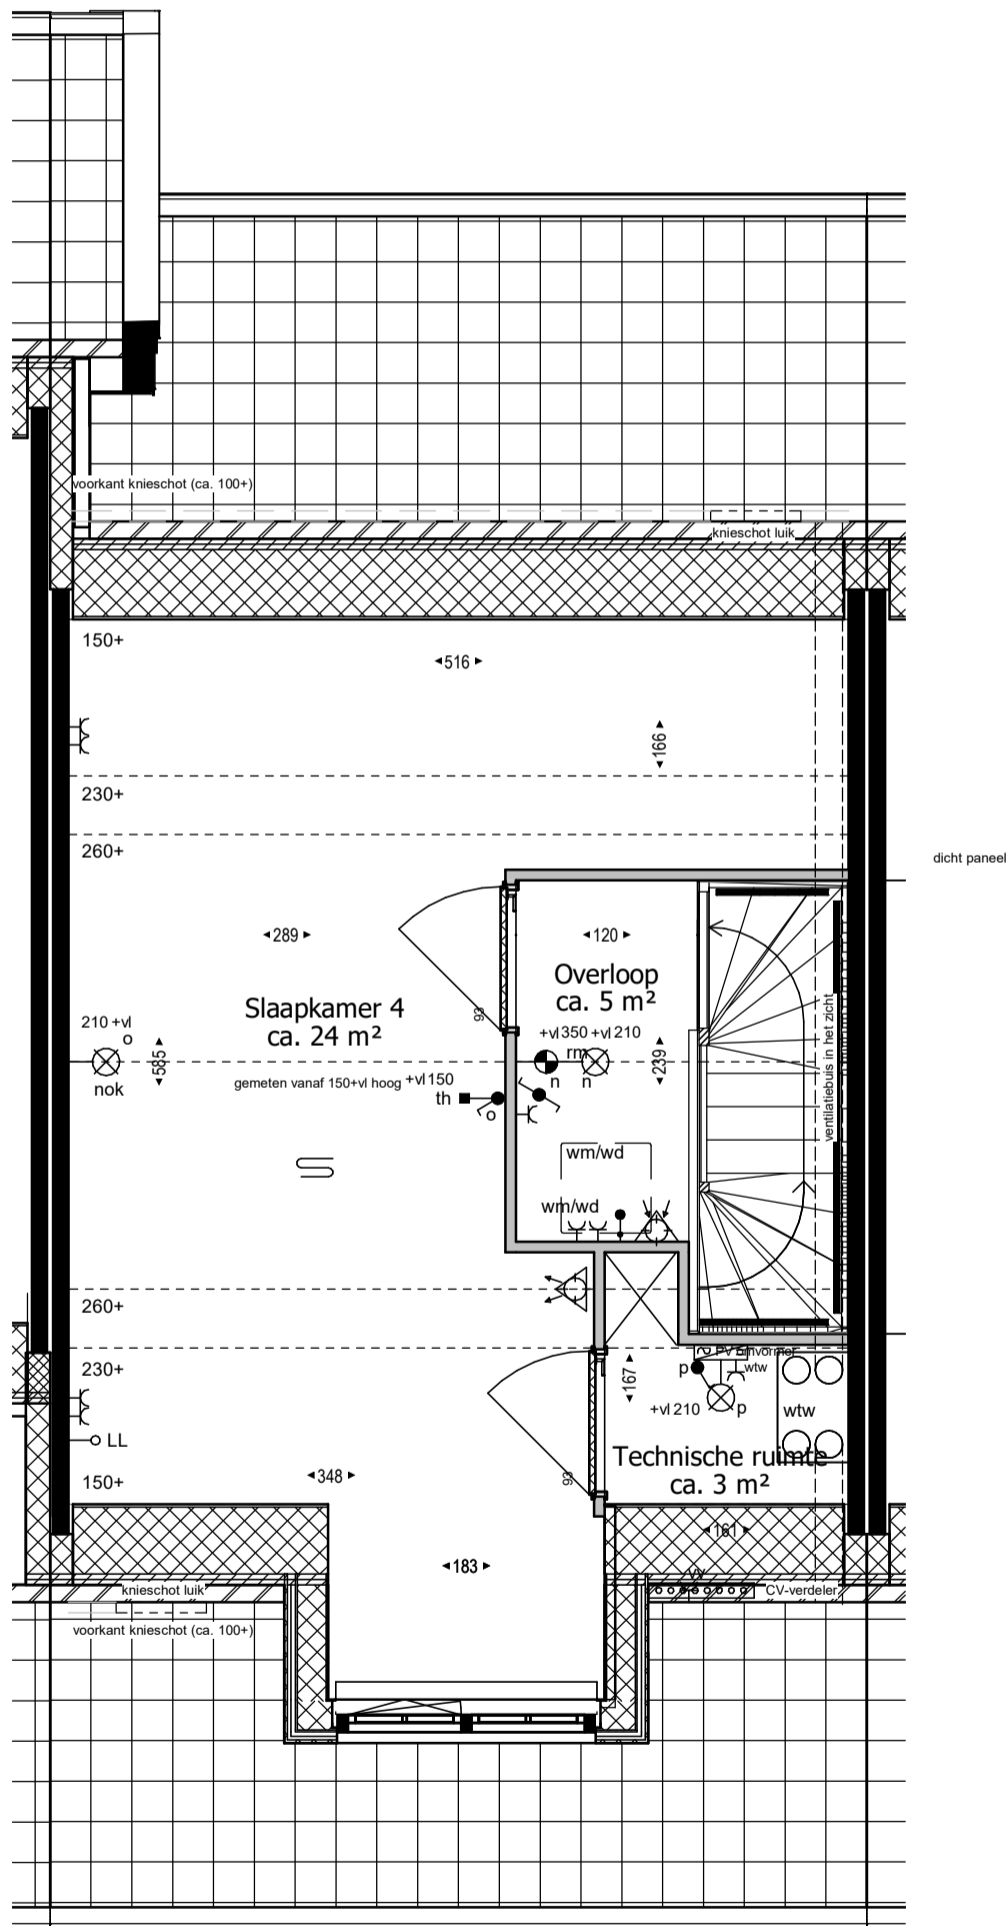 voorkant knieschot (ca. 100+)
knieschot luik
150+
516
166
230+
260+
dicht paneel
289
120
Overloop
ca. 5 m²
Slaapkamer 4
ca. 24 m²
93
ventilatiebuis in het zicht
210 +vl
o
nok
585
+vl 350
+vl 210
rm
n
n
239
gemeten vanaf 150+vl hoog
+vl 150
th
o
wm/wd
wm/wd
260+
230+
167
PV omvormer
wtw
p
+vl 210
p
wtw
LL
150+
348
93
Technische ruimte
ca. 3 m²
161
183
vv
CV-verdeler
knieschot luik
voorkant knieschot (ca. 100+)